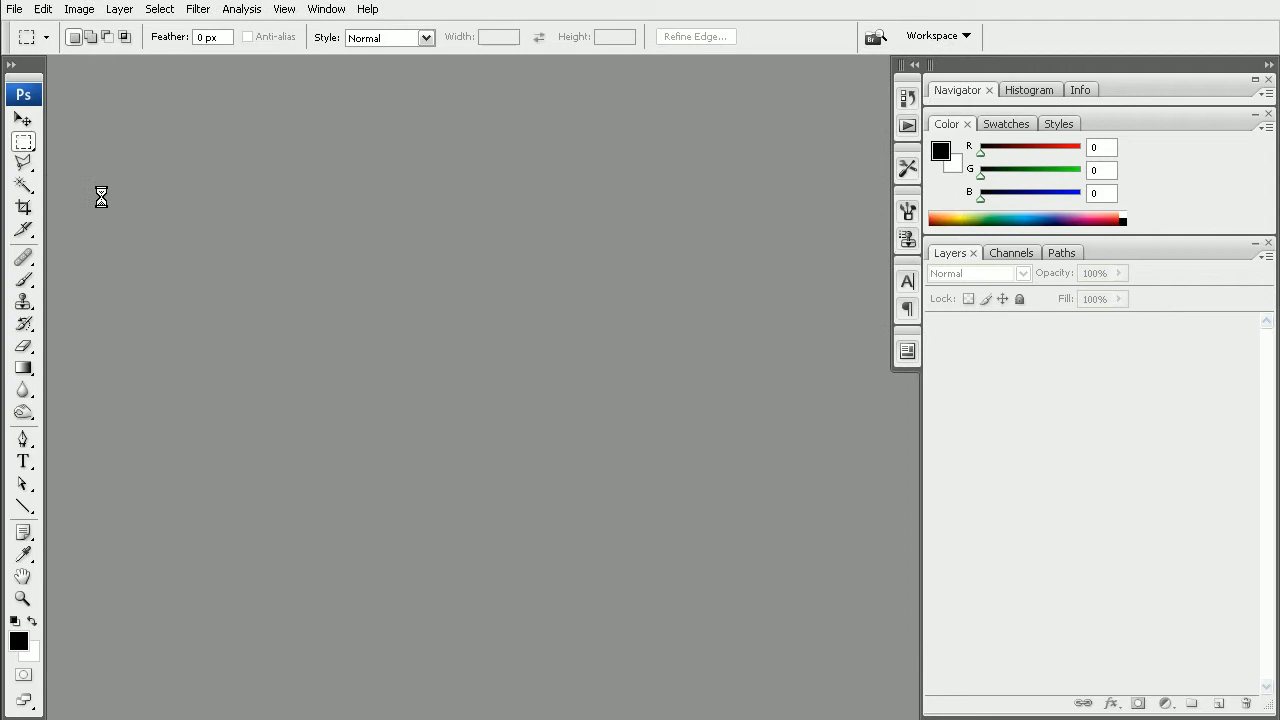 File Edit Image Layer Select Filter Analysis View Window Help
Feather: 0 px Anti-alias Style: Normal Width: Height: Refine Edge... Br Workspace
Ps
Navigator Histogram Info
Color Swatches Styles
R 0
G 0
B 0
Layers Channels Paths
Normal Opacity: 100%
Lock: Fill: 100%
T
A
fx